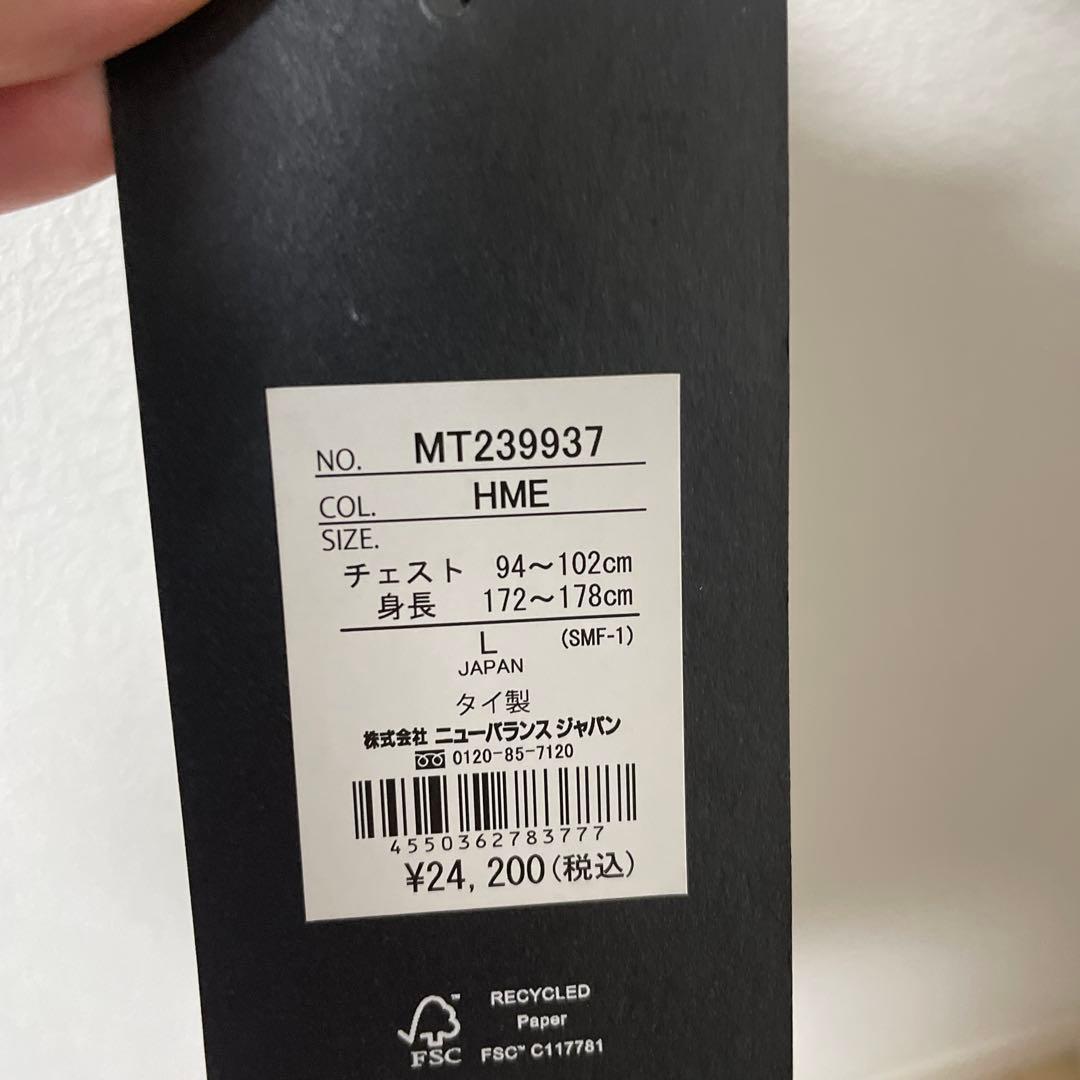 NO. MT239937
COL. HME
SIZE.
チェスト 94～102cm
身長 172～178cm
L (SMF-1)
JAPAN
タイ製
株式会社 ニューバランス ジャパン
0120-85-7120
4550362783777
¥24,200(税込)
RECYCLED
Paper
FSC™ C117781
™
FSC